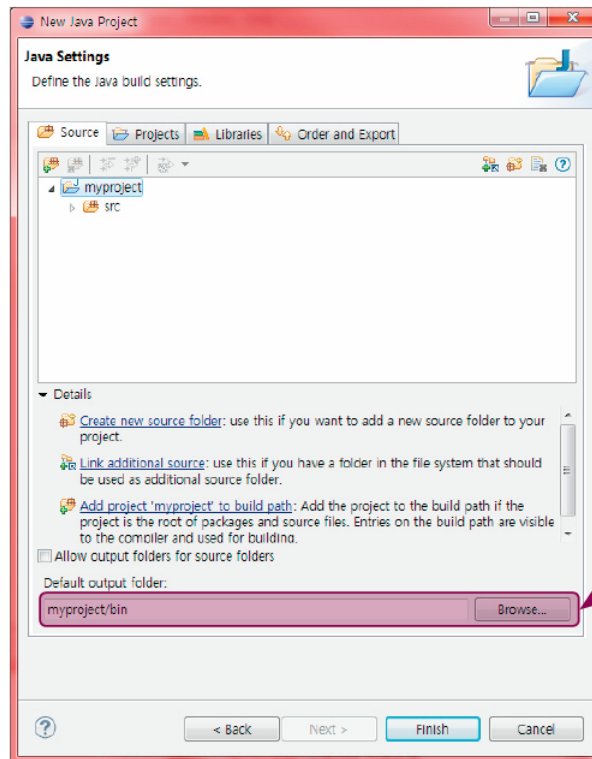 New Java Project
Java Settings
Define the Java build settings.
Source Projects Libraries Order and Export
myproject
src
Details
Create new source folder: use this if you want to add a new source folder to your
project.
Link additional source: use this if you have a folder in the file system that should
be used as additional source folder.
Add project 'myproject' to build path: Add the project to the build path if the
project is the root of packages and source files. Entries on the build path are visible
to the compiler and used for building.
Allow output folders for source folders
Default output folder:
myproject/bin Browse...
< Back Next > Finish Cancel